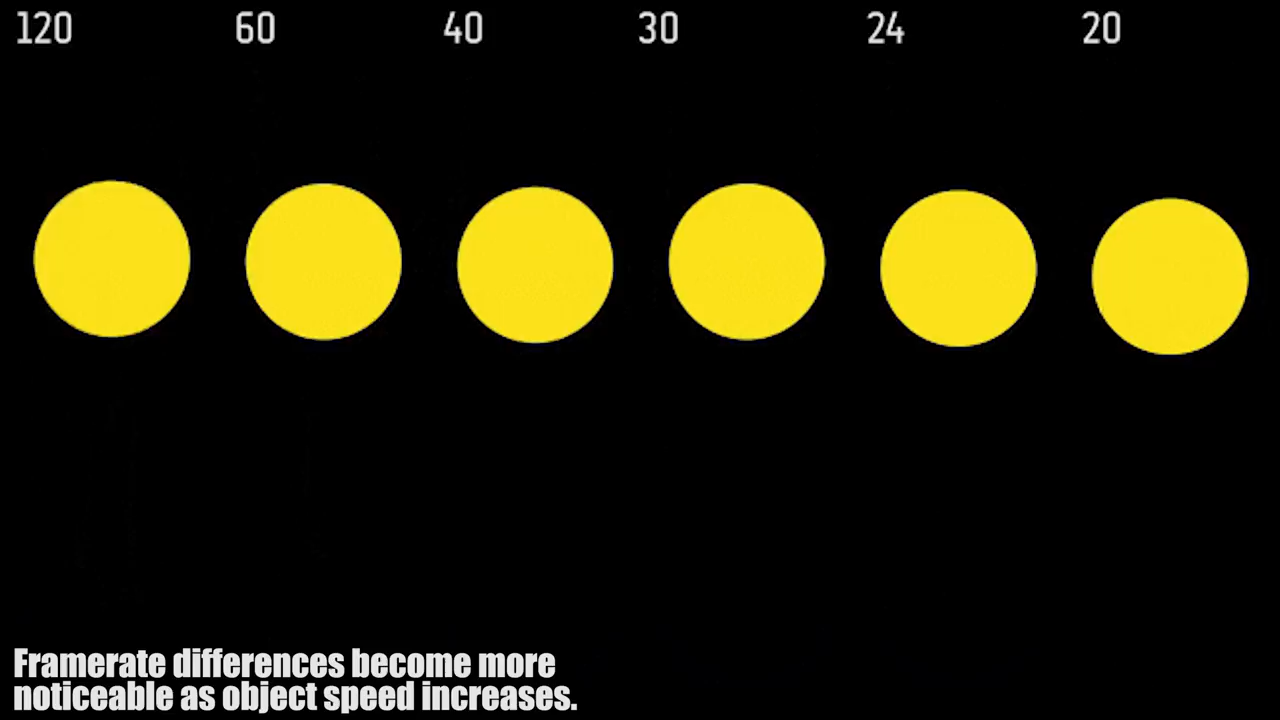 120 60 40 30 24 20
Framerate differences become more
noticeable as object speed increases.